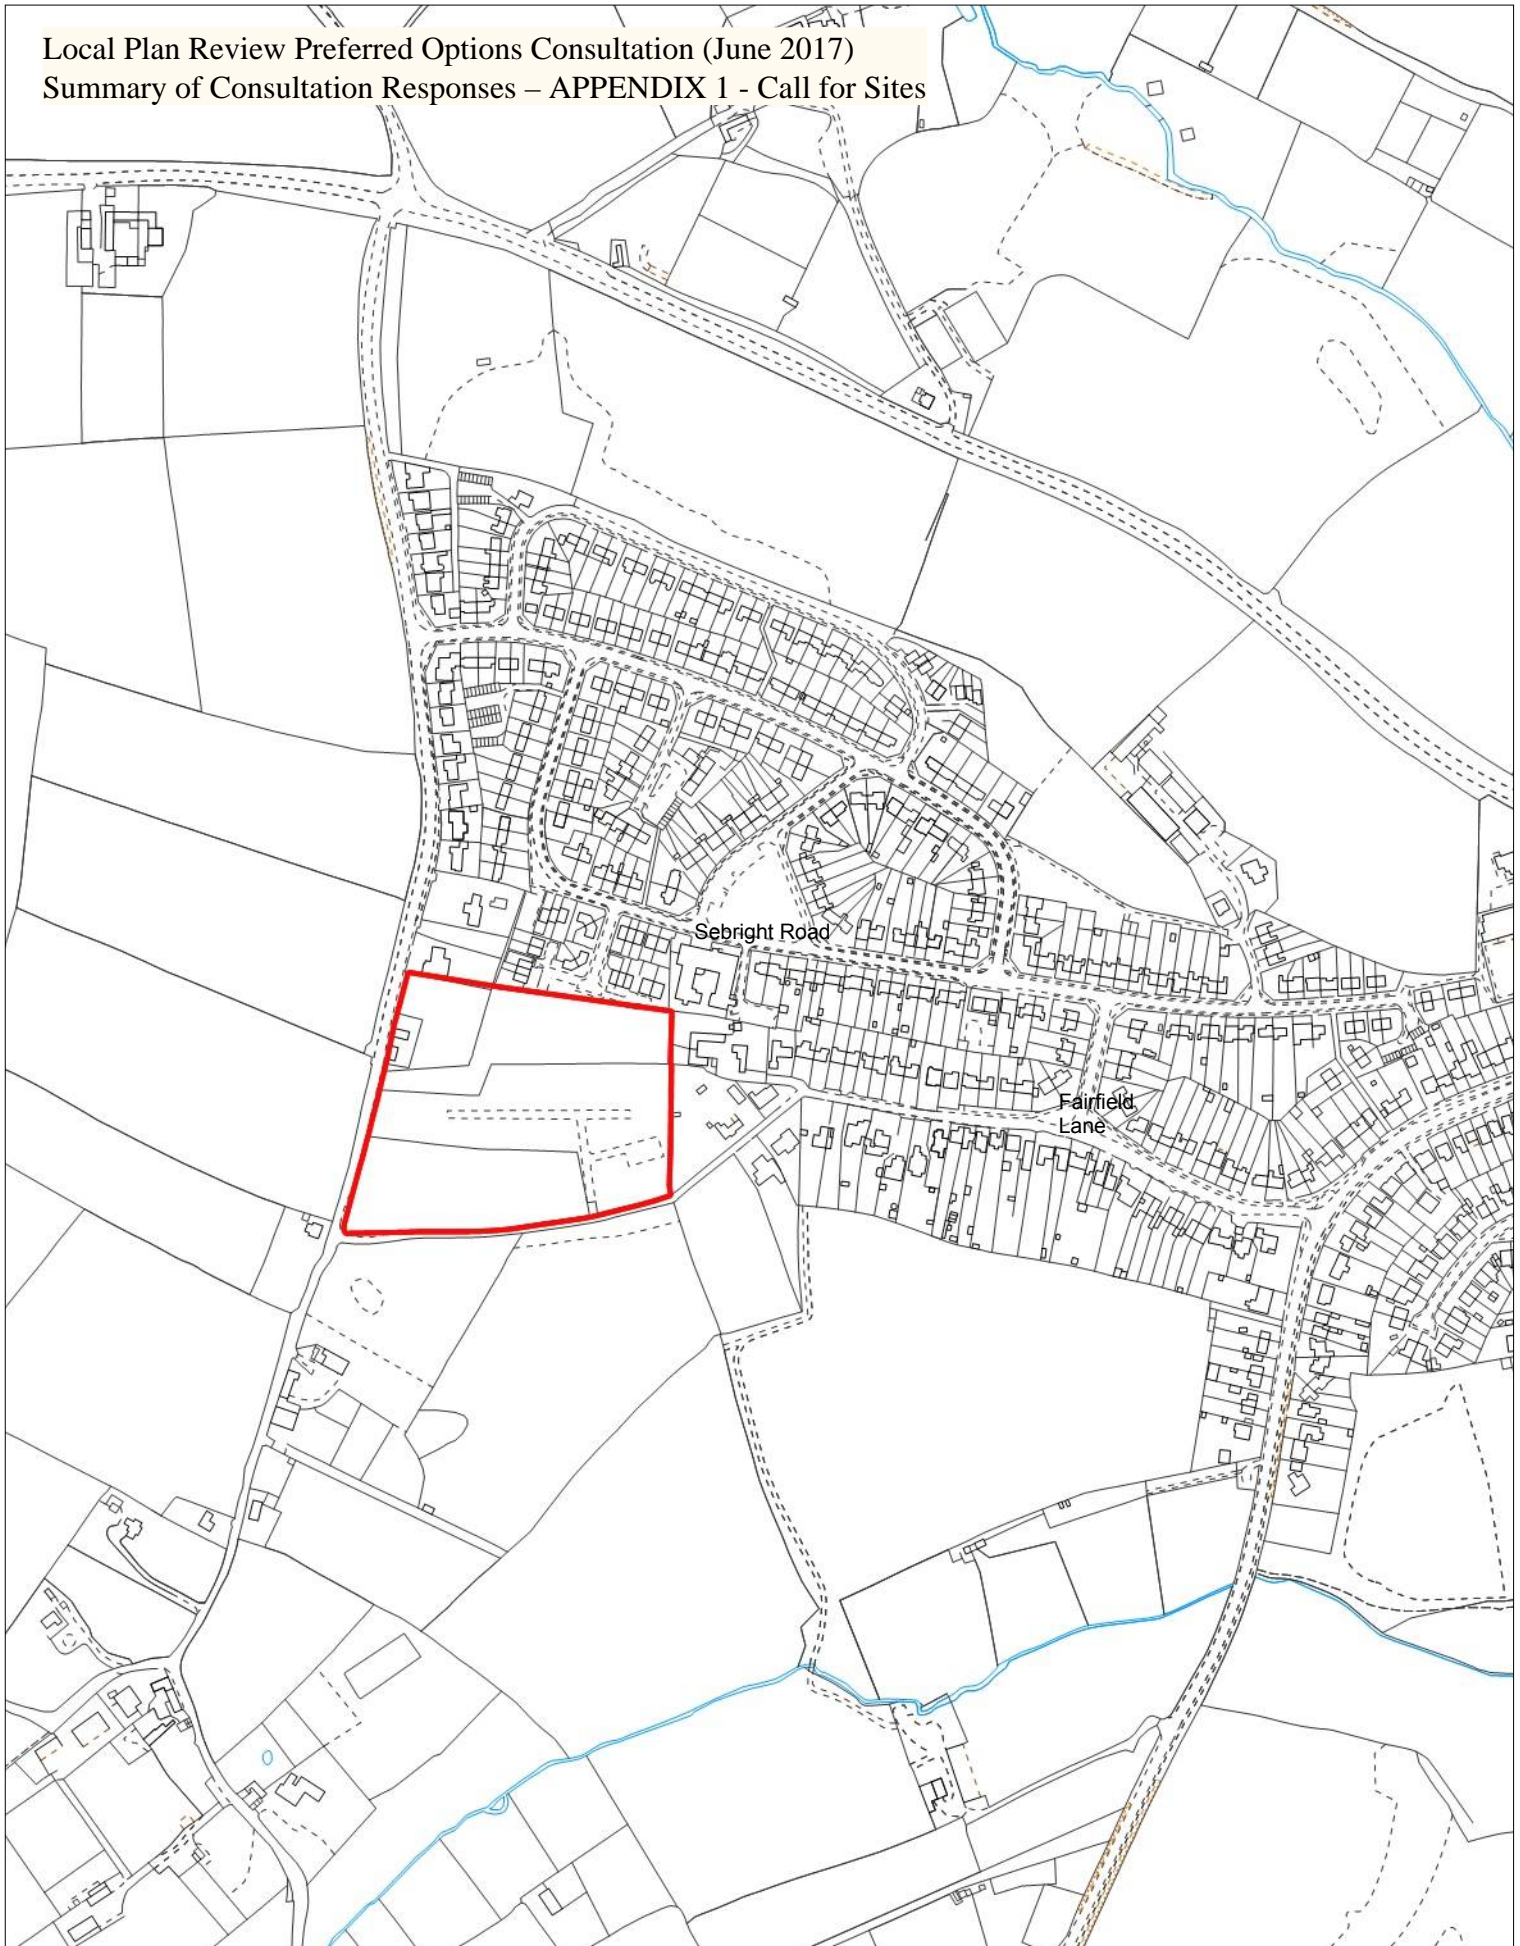 Local Plan Review Preferred Options Consultation (June 2017)
Summary of Consultation Responses – APPENDIX 1 - Call for Sites
Sebright Road
Fairfield
Lane